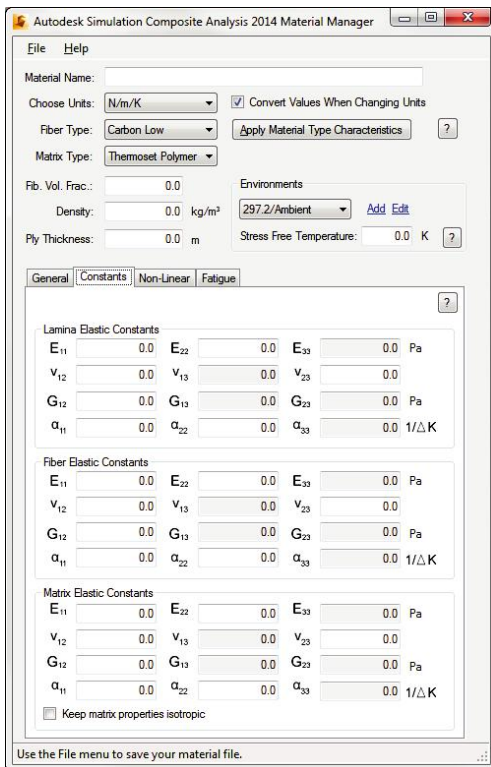 Autodesk Simulation Composite Analysis 2014 Material Manager
File Help
Material Name:
Choose Units: N/m/K Convert Values When Changing Units
Fiber Type: Carbon Low Apply Material Type Characteristics ?
Matrix Type: Thermoset Polymer
Fib. Vol. Frac.: 0.0 Environments
Density: 0.0 kg/m³ 297.2/Ambient Add Edit
Ply Thickness: 0.0 m Stress Free Temperature: 0.0 K ?
General Constants Non-Linear Fatigue
?
Lamina Elastic Constants
E₁₁ 0.0 E₂₂ 0.0 E₃₃ 0.0 Pa
v₁₂ 0.0 v₁₃ 0.0 v₂₃ 0.0
G₁₂ 0.0 G₁₃ 0.0 G₂₃ 0.0 Pa
α₁₁ 0.0 α₂₂ 0.0 α₃₃ 0.0 1/△K
Fiber Elastic Constants
E₁₁ 0.0 E₂₂ 0.0 E₃₃ 0.0 Pa
v₁₂ 0.0 v₁₃ 0.0 v₂₃ 0.0
G₁₂ 0.0 G₁₃ 0.0 G₂₃ 0.0 Pa
α₁₁ 0.0 α₂₂ 0.0 α₃₃ 0.0 1/△K
Matrix Elastic Constants
E₁₁ 0.0 E₂₂ 0.0 E₃₃ 0.0 Pa
v₁₂ 0.0 v₁₃ 0.0 v₂₃ 0.0
G₁₂ 0.0 G₁₃ 0.0 G₂₃ 0.0 Pa
α₁₁ 0.0 α₂₂ 0.0 α₃₃ 0.0 1/△K
Keep matrix properties isotropic
Use the File menu to save your material file.